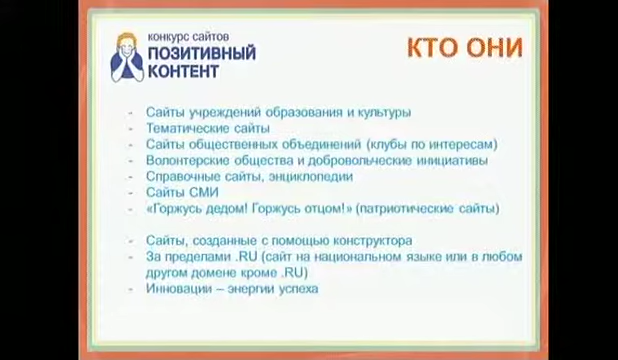 конкурс сайтов
ПОЗИТИВНЫЙ
КОНТЕНТ
КТО ОНИ
- Сайты учреждений образования и культуры
- Тематические сайты
- Сайты общественных объединений (клубы по интересам)
- Волонтерские общества и добровольческие инициативы
- Справочные сайты, энциклопедии
- Сайты СМИ
- «Горжусь дедом! Горжусь отцом!» (патриотические сайты)
- Сайты, созданные с помощью конструктора
- За пределами .RU (сайт на национальном языке или в любом
другом домене кроме .RU)
- Инновации – энергии успеха